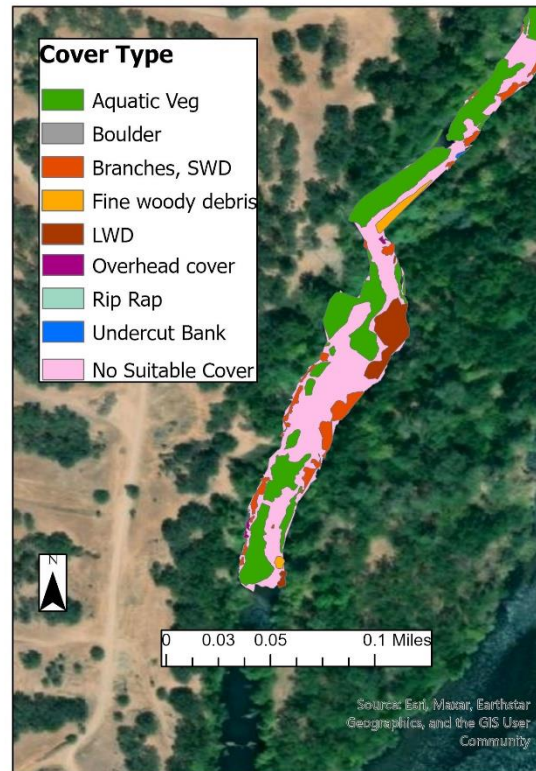 Cover Type
Aquatic Veg
Boulder
Branches, SWD
Fine woody debris
LWD
Overhead cover
Rip Rap
Undercut Bank
No Suitable Cover
N
0 0.03 0.05 0.1 Miles
Source: Esri, Maxar, Earthstar
Geographics, and the GIS User
Community